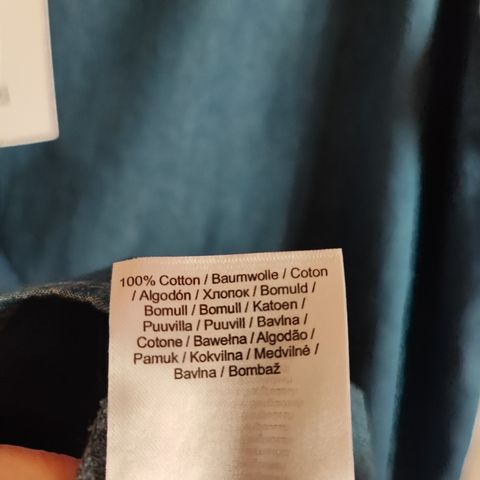 100% Cotton / Baumwolle / Coton
/ Algodón / Хлопок / Bomuld /
Bomull / Bomull / Katoen /
Puuvilla / Puuvill / Bavlna /
Cotone / Bawełna / Algodão /
Pamuk / Kokvilna / Medvilnė /
Bavlna / Bombaž